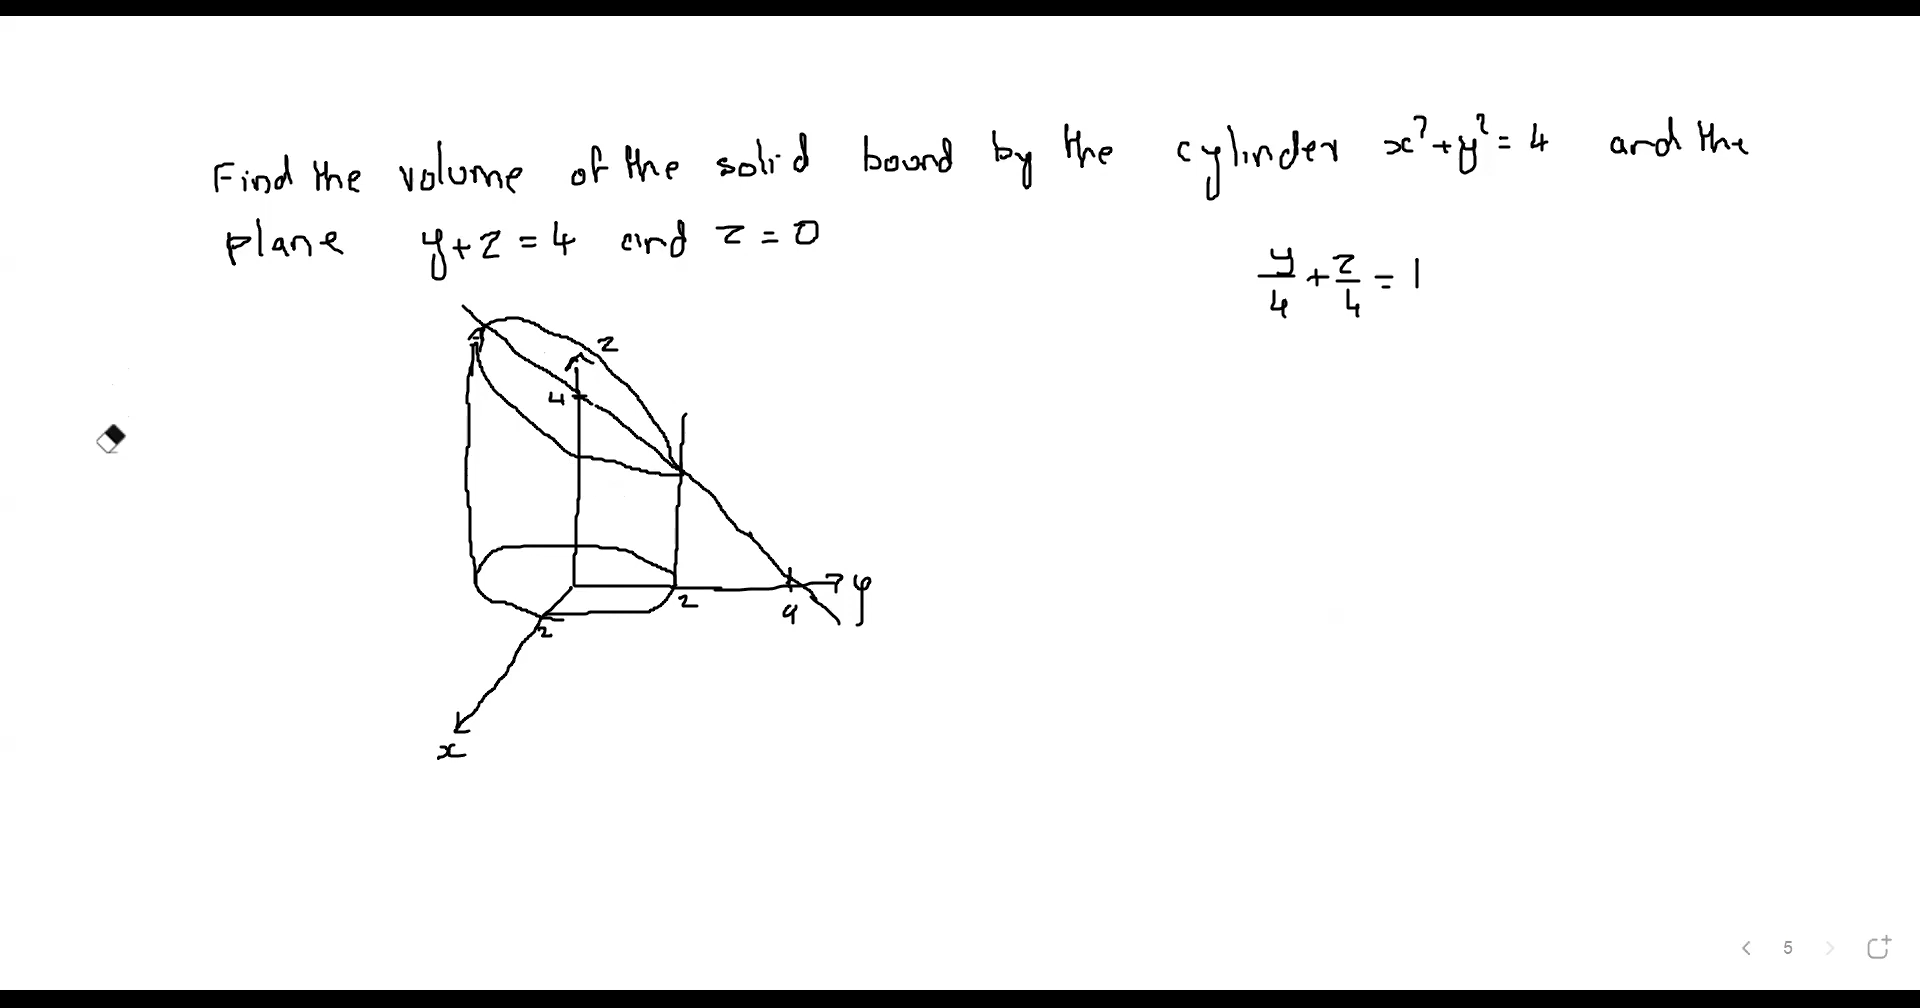 Find the volume of the solid bound by the cylinder x²+y²=4 and the
plane y+z=4 and z=0
y/4+z/4=1
z
4
2
4
y
2
x
5